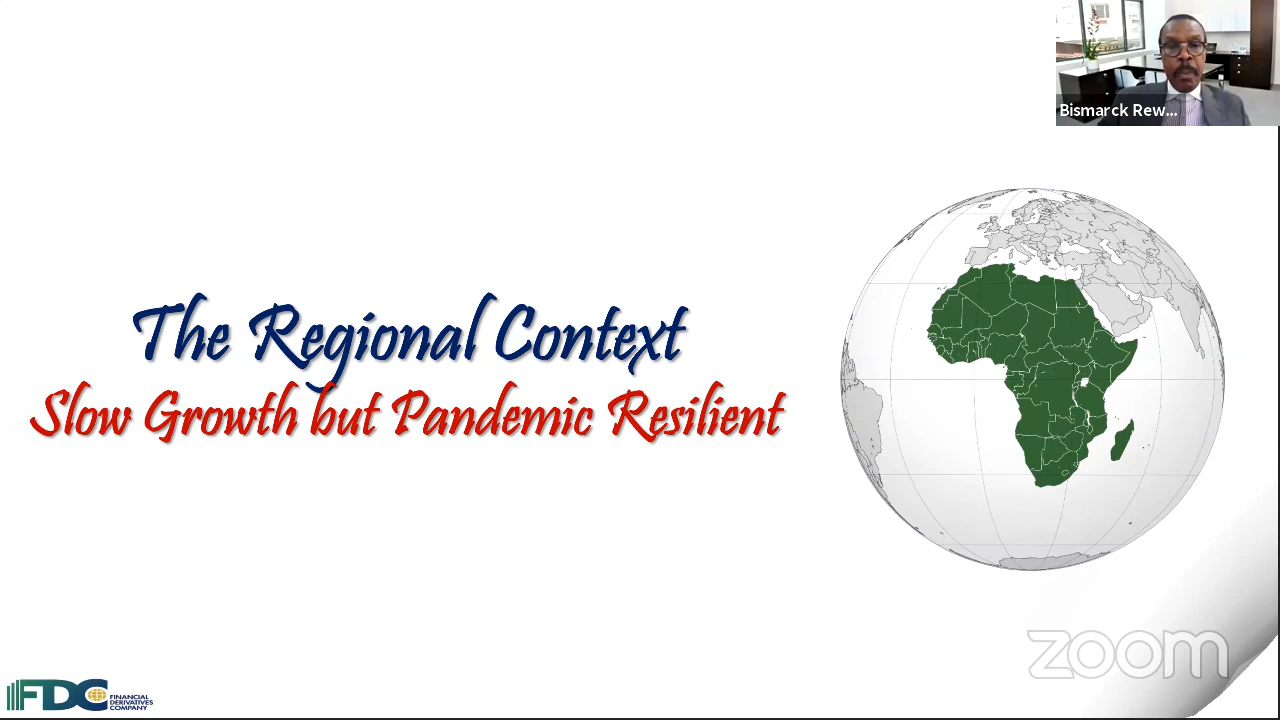 Bismarck Rew...
The Regional Context
Slow Growth but Pandemic Resilient
zoom
FDC FINANCIAL
DERIVATIVES
COMPANY